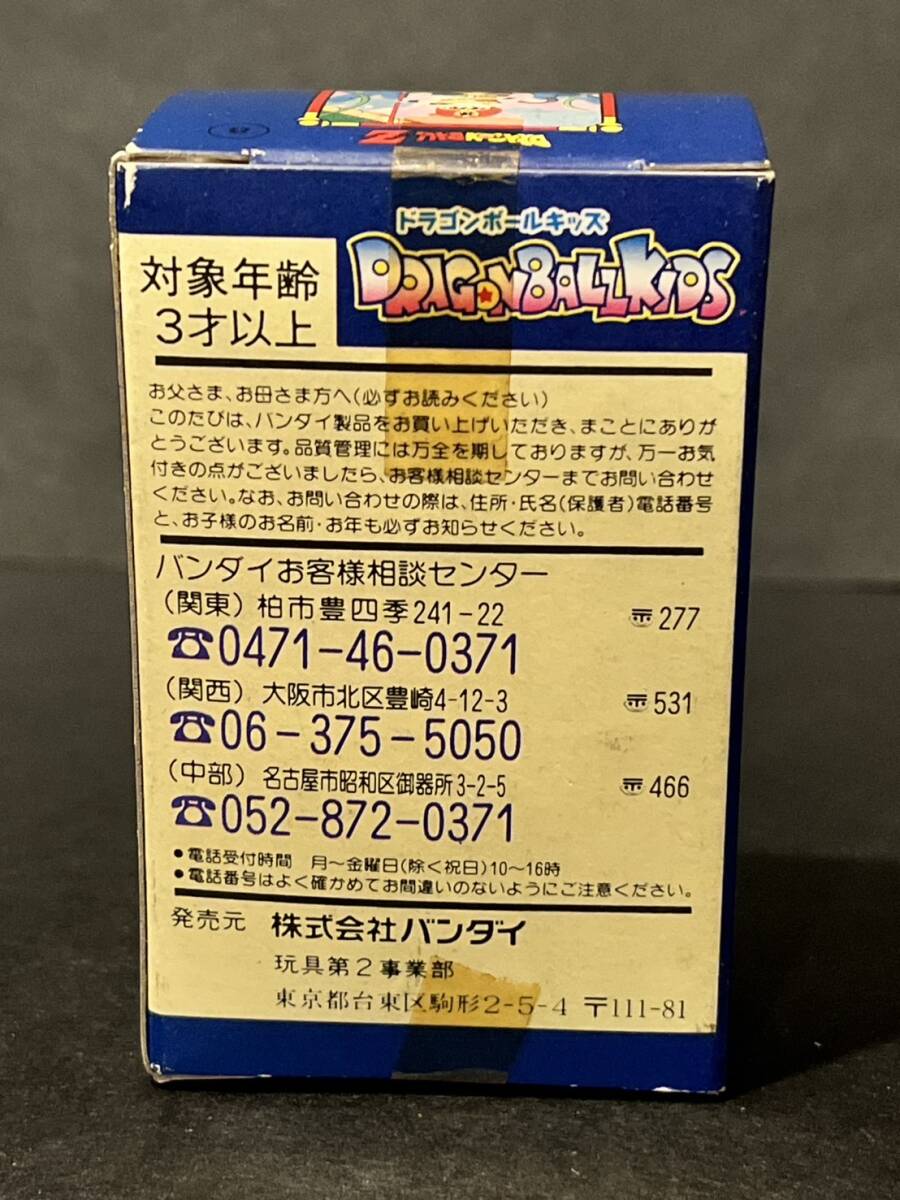 DRAGON BALL Z
ドラゴンボールキッズ
DRAGONBALLKIDS
対象年齢
3才以上
お父さま、お母さま方へ(必ずお読みください)
このたびは、バンダイ製品をお買い上げいただき、まことにありが
とうございます。品質管理には万全を期しておりますが、万一お気
付きの点がございましたら、お客様相談センターまでお問い合わせ
ください。なお、お問い合わせの際は、住所・氏名(保護者)電話番号
と、お子様のお名前・お年も必ずお知らせください。
バンダイお客様相談センター
(関東) 柏市豊四季241-22 〠277
☎0471-46-0371
(関西) 大阪市北区豊崎4-12-3 〠531
☎06-375-5050
(中部) 名古屋市昭和区御器所3-2-5 〠466
☎052-872-0371
●電話受付時間 月〜金曜日(除く祝日)10〜16時
●電話番号はよく確かめてお間違いのないようにご注意ください。
発売元 株式会社バンダイ
玩具第2事業部
東京都台東区駒形2-5-4 〒111-81